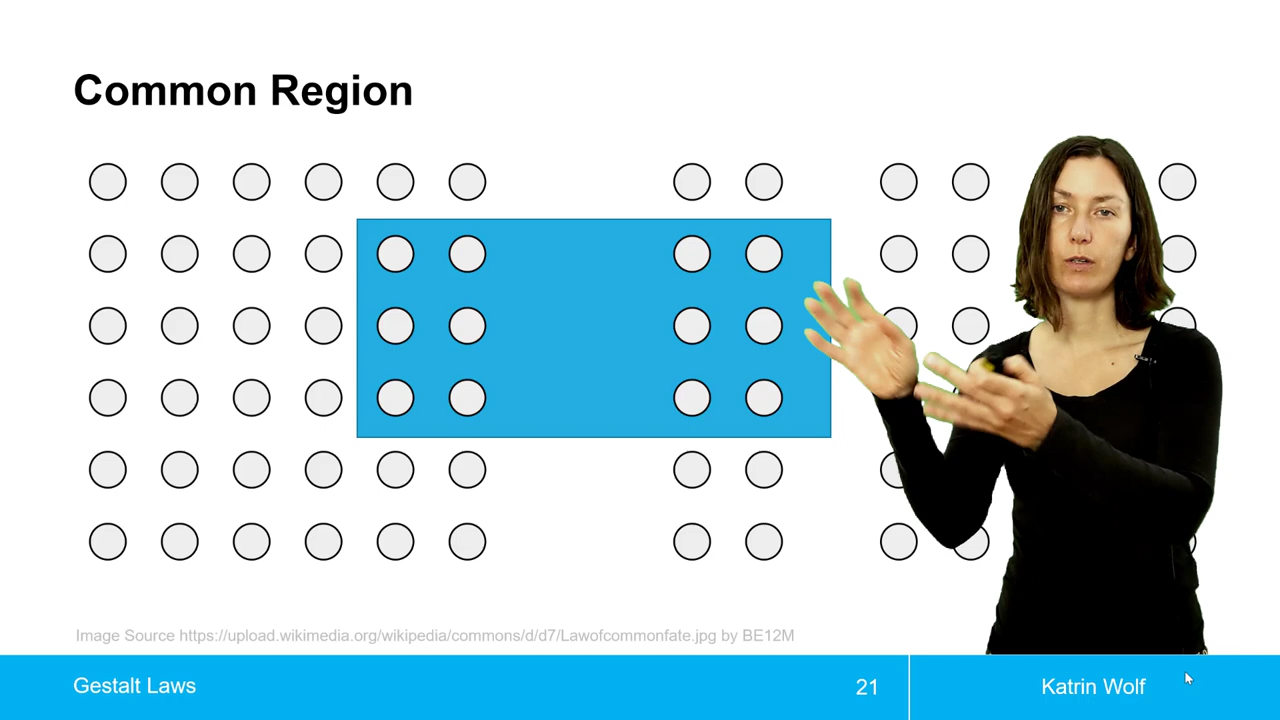 Common Region
Image Source https://upload.wikimedia.org/wikipedia/commons/d/d7/Lawofcommonfate.jpg by BE12M
Gestalt Laws
21
Katrin Wolf